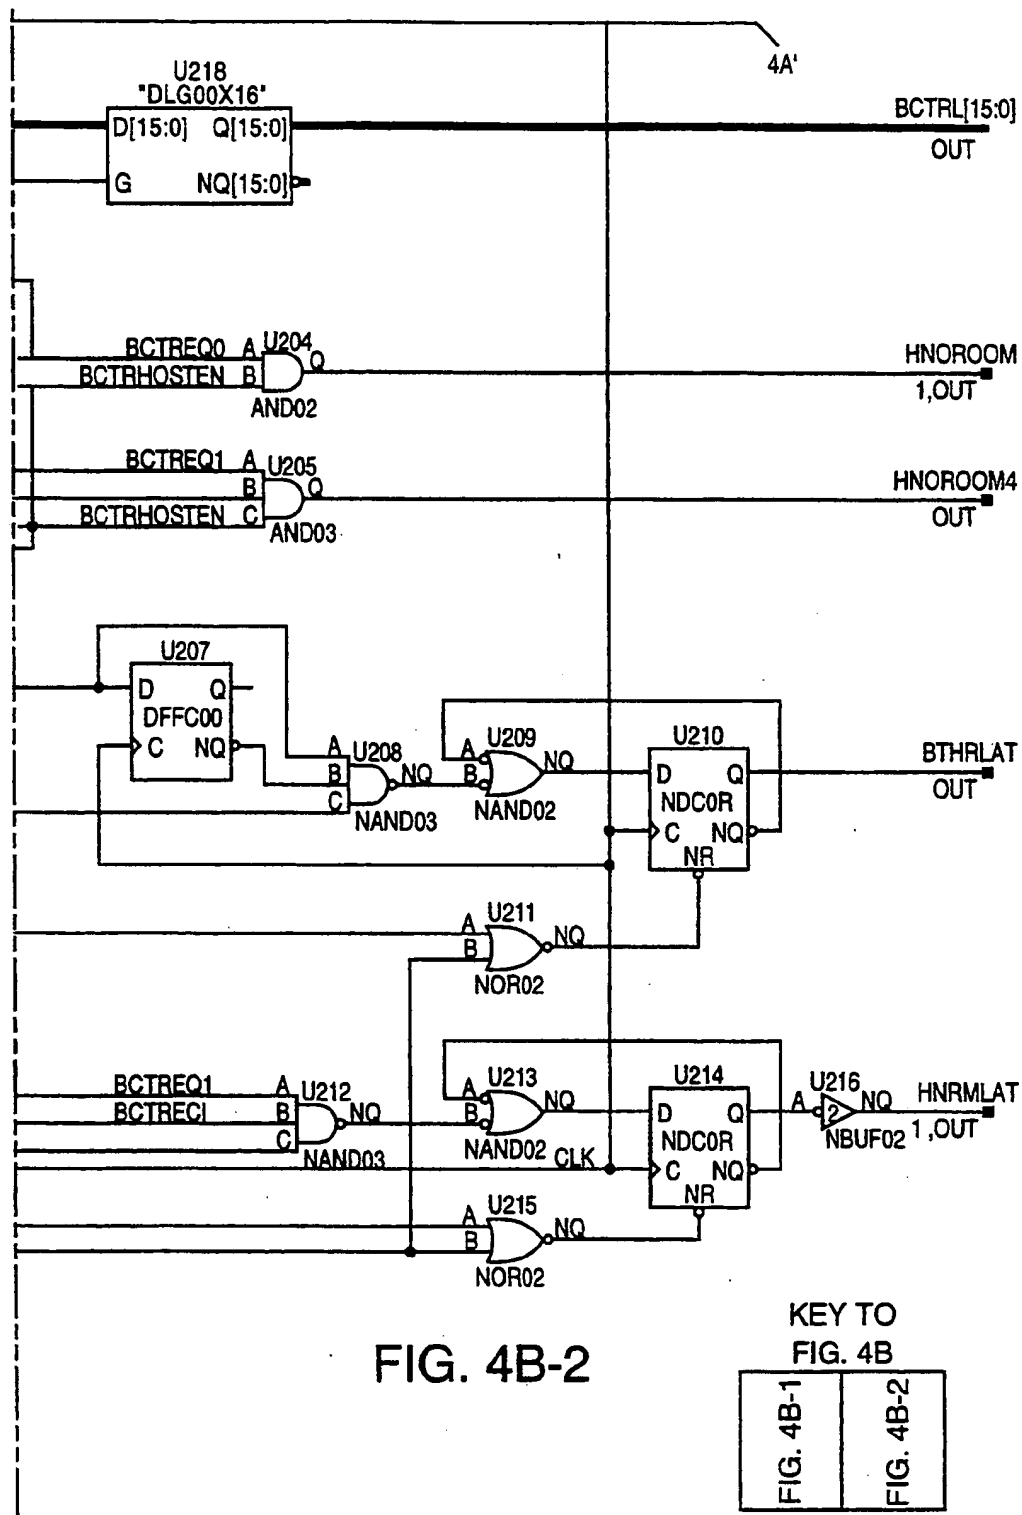 4A'
U218
"DLG00X16"
D[15:0] Q[15:0]
G NQ[15:0]
BCTRL[15:0]
OUT
BCTREQ0 A U204 Q
BCTRHOSTEN B
AND02
HNOROOM
1,OUT
BCTREQ1 A U205 Q
B
BCTRHOSTEN C
AND03
HNOROOM4
OUT
U207
D Q
DFFC00
C NQ
A U208
B NQ
C
NAND03
A U209
B NQ
NAND02
U210
D Q
NDC0R
C NQ
NR
BTHRLAT
OUT
A U211
B NQ
NOR02
BCTREQ1 A U212
BCTRECI B NQ
C
NAND03
A U213
B NQ
NAND02
CLK
U214
D Q
NDC0R
C NQ
NR
A U216 NQ
2
NBUF02
HNRMLAT
1,OUT
A U215
B NQ
NOR02
FIG. 4B-2
KEY TO
FIG. 4B
FIG. 4B-1
FIG. 4B-2